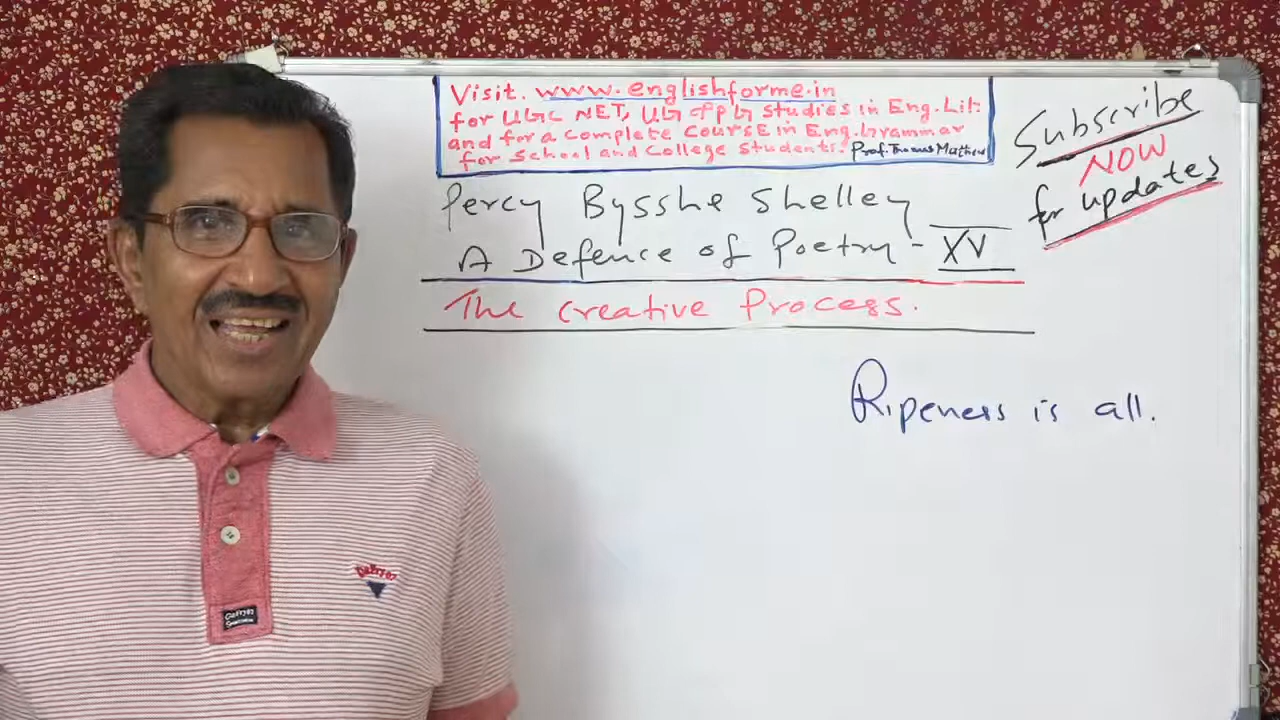 Visit. www.englishforme.in
for UGC NET, UG & PG Studies in Eng. Lit.
and for a Complete Course in Eng. Grammar
for School and College Students. Prof. Thomas Mathew
Percy Bysshe Shelley
A Defence of Poetry - XV
The Creative Process.
Ripeness is all.
Subscribe
NOW
for updates